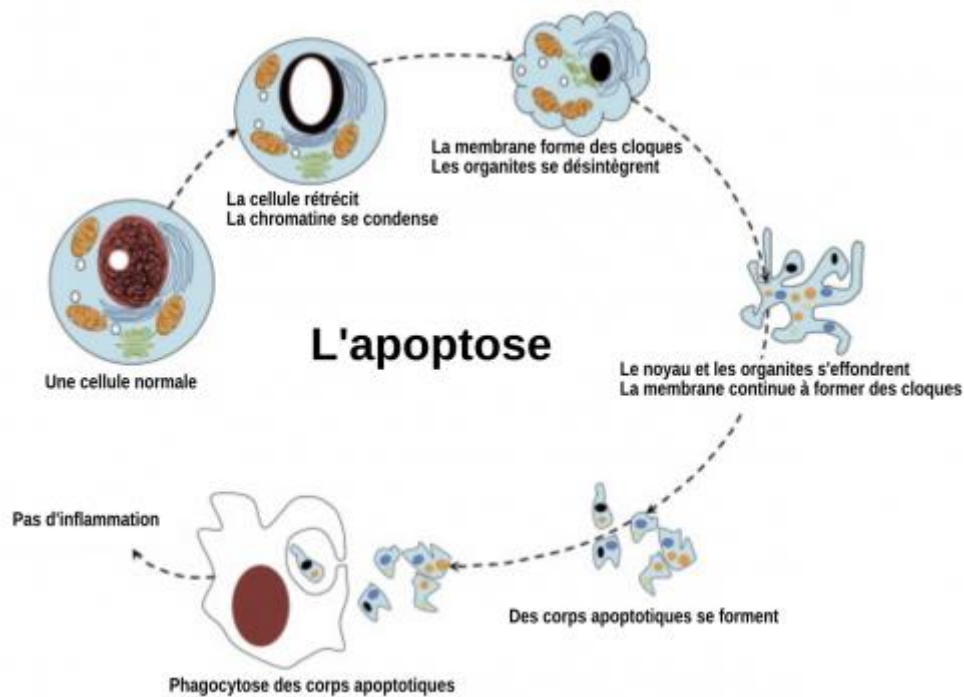 La membrane forme des cloques
Les organites se désintègrent
La cellule rétrécit
La chromatine se condense
L'apoptose
Une cellule normale
Le noyau et les organites s'effondrent
La membrane continue à former des cloques
Pas d'inflammation
Des corps apoptotiques se forment
Phagocytose des corps apoptotiques